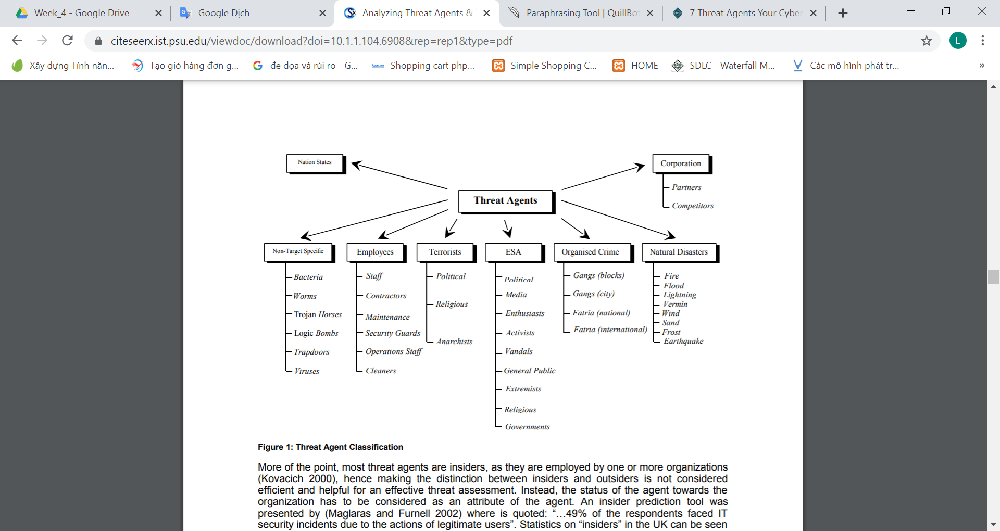 Week_4 - Google Drive
Google Dịch
Analyzing Threat Agents &
Paraphrasing Tool | QuillBot
7 Threat Agents Your Cyber
citeseerx.ist.psu.edu/viewdoc/download?doi=10.1.1.104.6908&rep=rep1&type=pdf
L
Xây dựng Tính năn...
Tạo giỏ hàng đơn g...
đe dọa và rủi ro - G...
Shopping cart php...
Simple Shopping C...
HOME
SDLC - Waterfall M...
Các mô hình phát tr...
»
Nation States
Corporation
Partners
Competitors
Threat Agents
Non-Target Specific
Bacteria
Worms
Trojan Horses
Logic Bombs
Trapdoors
Viruses
Employees
Staff
Contractors
Maintenance
Security Guards
Operations Staff
Cleaners
Terrorists
Political
Religious
Anarchists
ESA
Political
Media
Enthusiasts
Activists
Vandals
General Public
Extremists
Religious
Governments
Organised Crime
Gangs (blocks)
Gangs (city)
Fatria (national)
Fatria (international)
Natural Disasters
Fire
Flood
Lightning
Vermin
Wind
Sand
Frost
Earthquake
Figure 1: Threat Agent Classification
More of the point, most threat agents are insiders, as they are employed by one or more organizations
(Kovacich 2000), hence making the distinction between insiders and outsiders is not considered
efficient and helpful for an effective threat assessment. Instead, the status of the agent towards the
organization has to be considered as an attribute of the agent. An insider prediction tool was
presented by (Maglaras and Furnell 2002) where is quoted: “…49% of the respondents faced IT
security incidents due to the actions of legitimate users”. Statistics on “insiders” in the UK can be seen